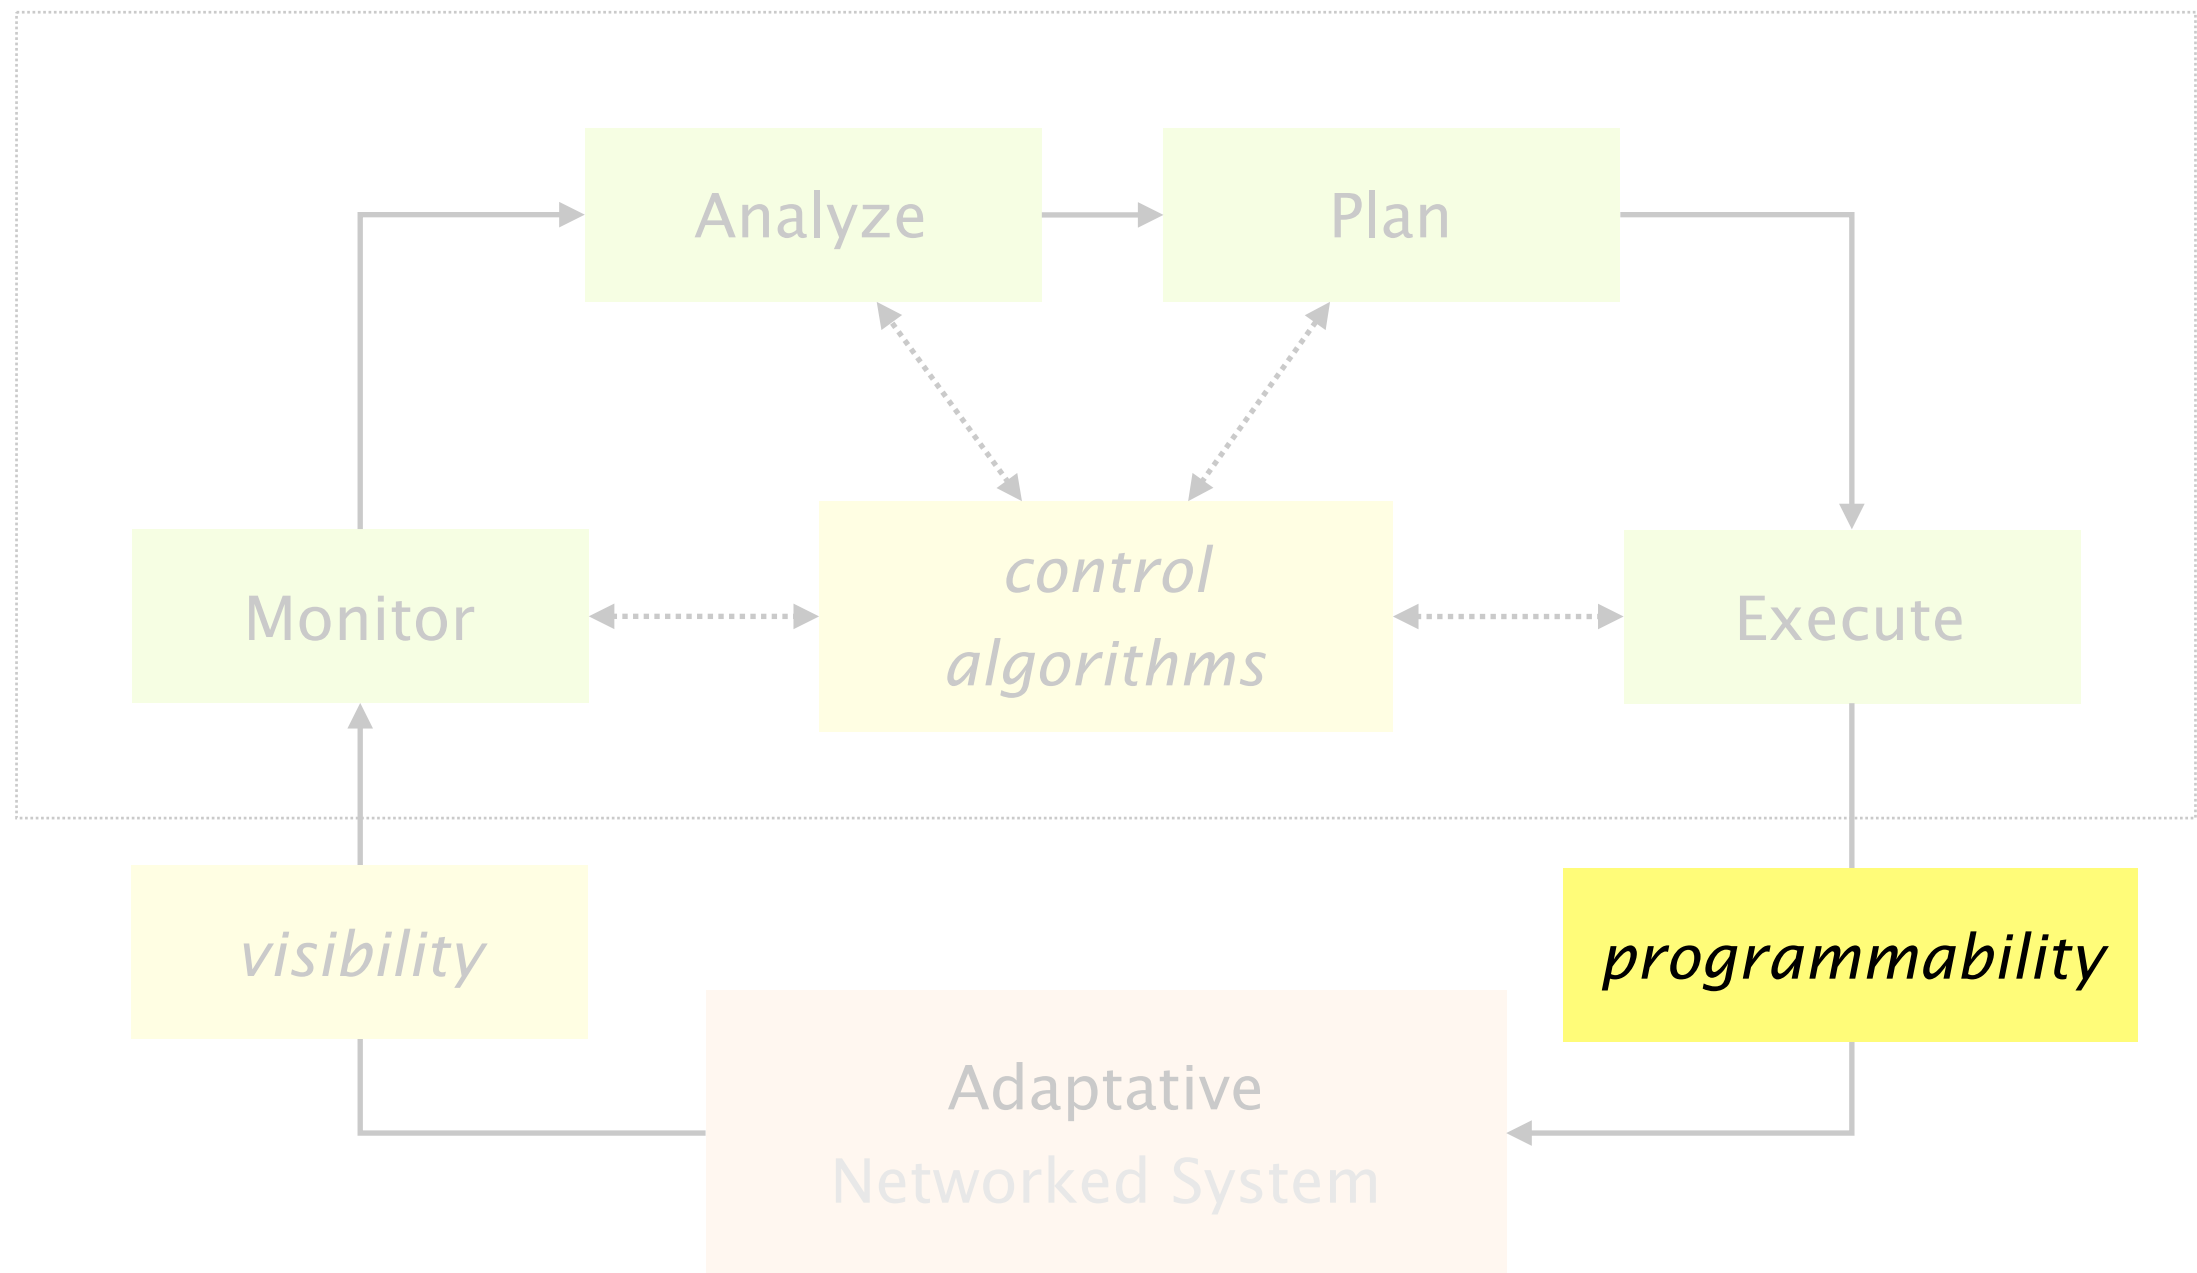 Analyze
Plan
control
algorithms
Monitor
Execute
visibility
programmability
Adaptative
Networked System